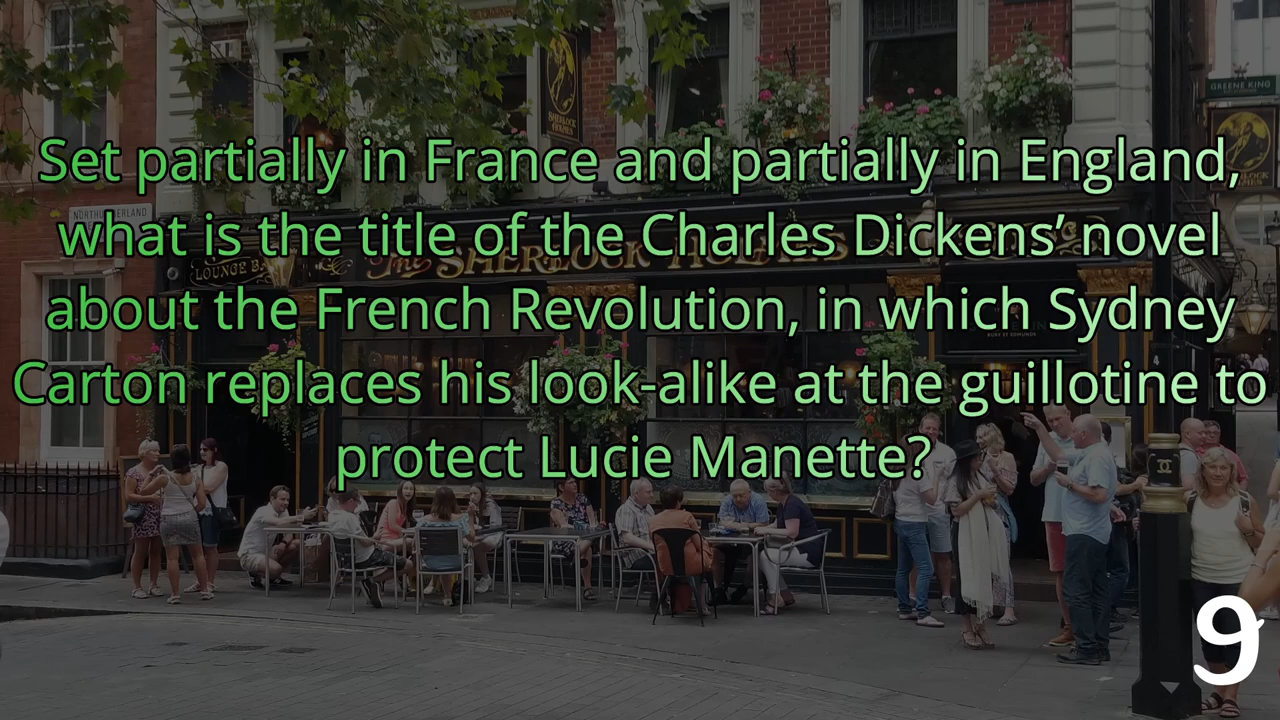 Set partially in France and partially in England,
what is the title of the Charles Dickens’ novel
about the French Revolution, in which Sydney
Carton replaces his look-alike at the guillotine to
protect Lucie Manette?
9
GREENE KING
SHERLOCK
HOLMES
LOUNGE BAR
The SHERLOCK HOLMES